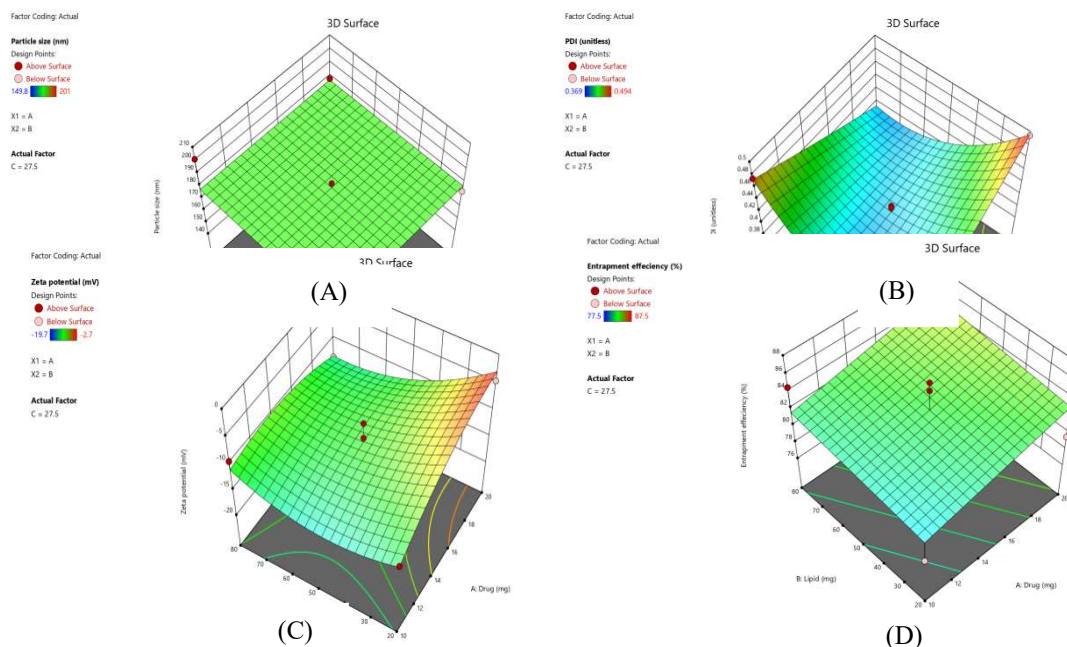 Factor Coding: Actual
3D Surface
Particle size (nm)
Design Points:
Above Surface
Below Surface
149.8 201
X1 = A
X2 = B
Actual Factor
C = 27.5
Particle size (nm)
210
200
190
180
170
160
150
140
(A)
Factor Coding: Actual
3D Surface
PDI (unitless)
Design Points:
Above Surface
Below Surface
0.369 0.494
X1 = A
X2 = B
Actual Factor
C = 27.5
(unitless)
0.5
0.48
0.46
0.44
0.42
0.4
0.38
(B)
Factor Coding: Actual
3D Surface
Zeta potential (mV)
Design Points:
Above Surface
Below Surface
-19.7 -2.7
X1 = A
X2 = B
Actual Factor
C = 27.5
Zeta potential (mV)
0
-5
-10
-15
-20
80
70
60
50
30
20
10
12
14
16
18
20
A: Drug (mg)
(C)
Factor Coding: Actual
3D Surface
Entrapment effeciency (%)
Design Points:
Above Surface
Below Surface
77.5 87.5
X1 = A
X2 = B
Actual Factor
C = 27.5
Entrapment effeciency (%)
88
86
84
82
80
78
76
80
70
60
50
40
30
20
B: Lipid (mg)
10
12
14
16
18
20
A: Drug (mg)
(D)